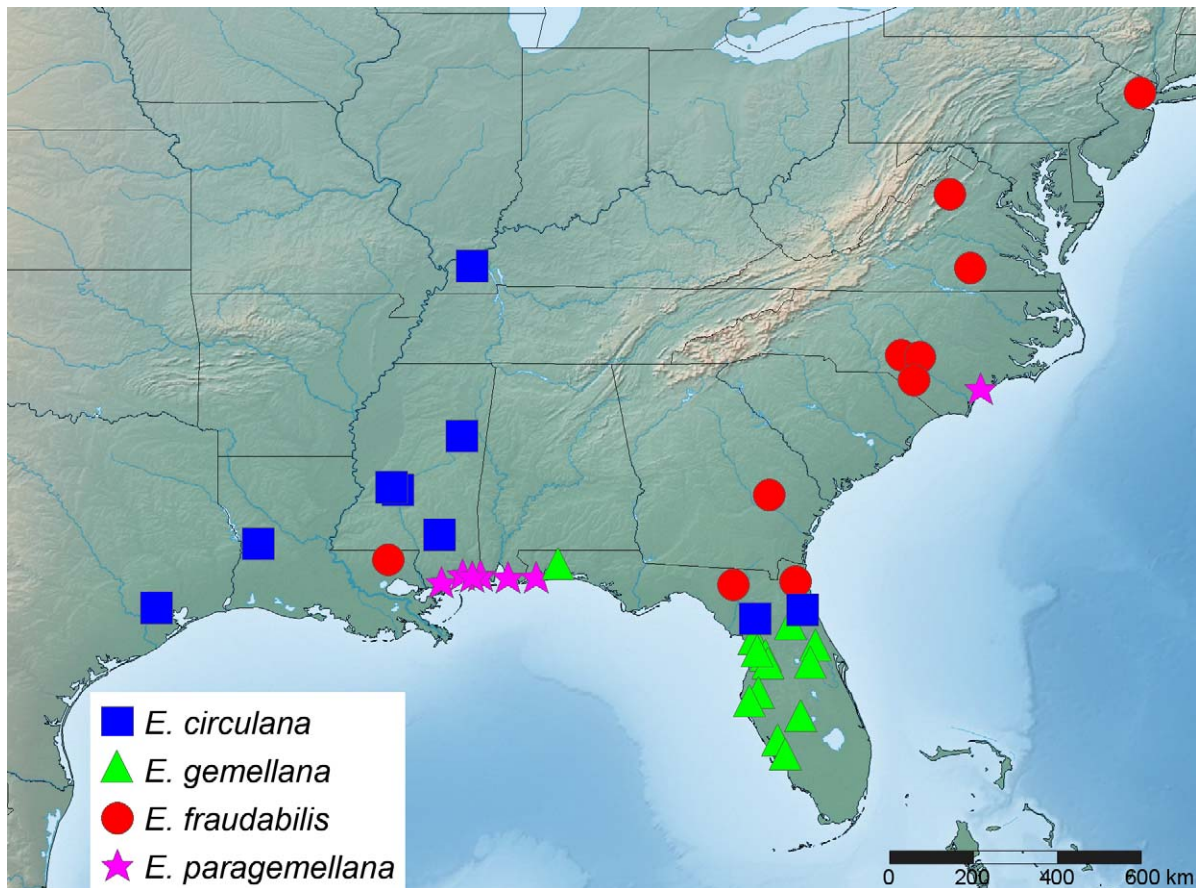 E. circulana
E. gemellana
E. fraudabilis
E. paragemellana
0 200 400 600 km